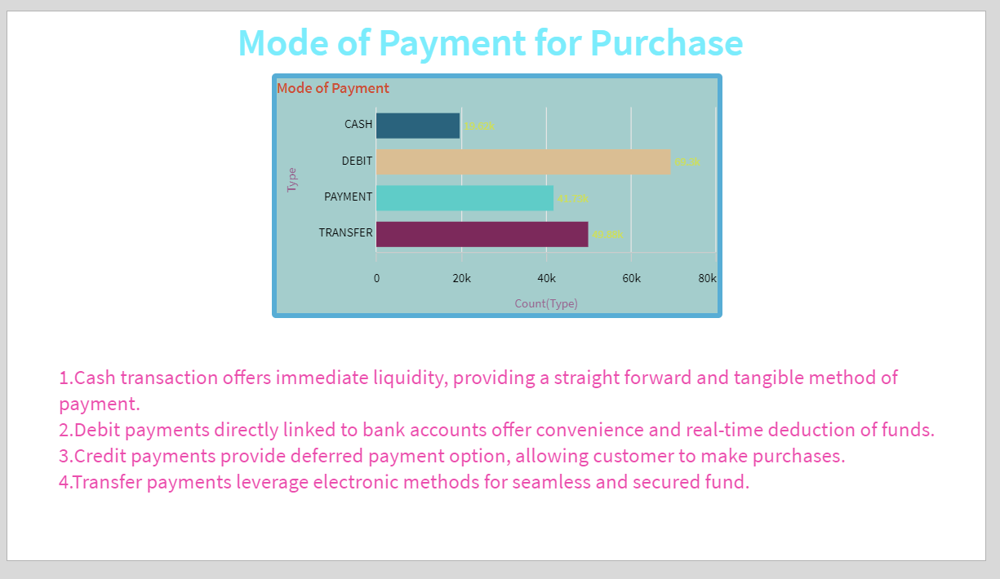 Mode of Payment for Purchase
Mode of Payment
CASH
19.62k
DEBIT
69.3k
PAYMENT
41.73k
TRANSFER
49.88k
Type
0 20k 40k 60k 80k
Count(Type)
1.Cash transaction offers immediate liquidity, providing a straight forward and tangible method of
payment.
2.Debit payments directly linked to bank accounts offer convenience and real-time deduction of funds.
3.Credit payments provide deferred payment option, allowing customer to make purchases.
4.Transfer payments leverage electronic methods for seamless and secured fund.